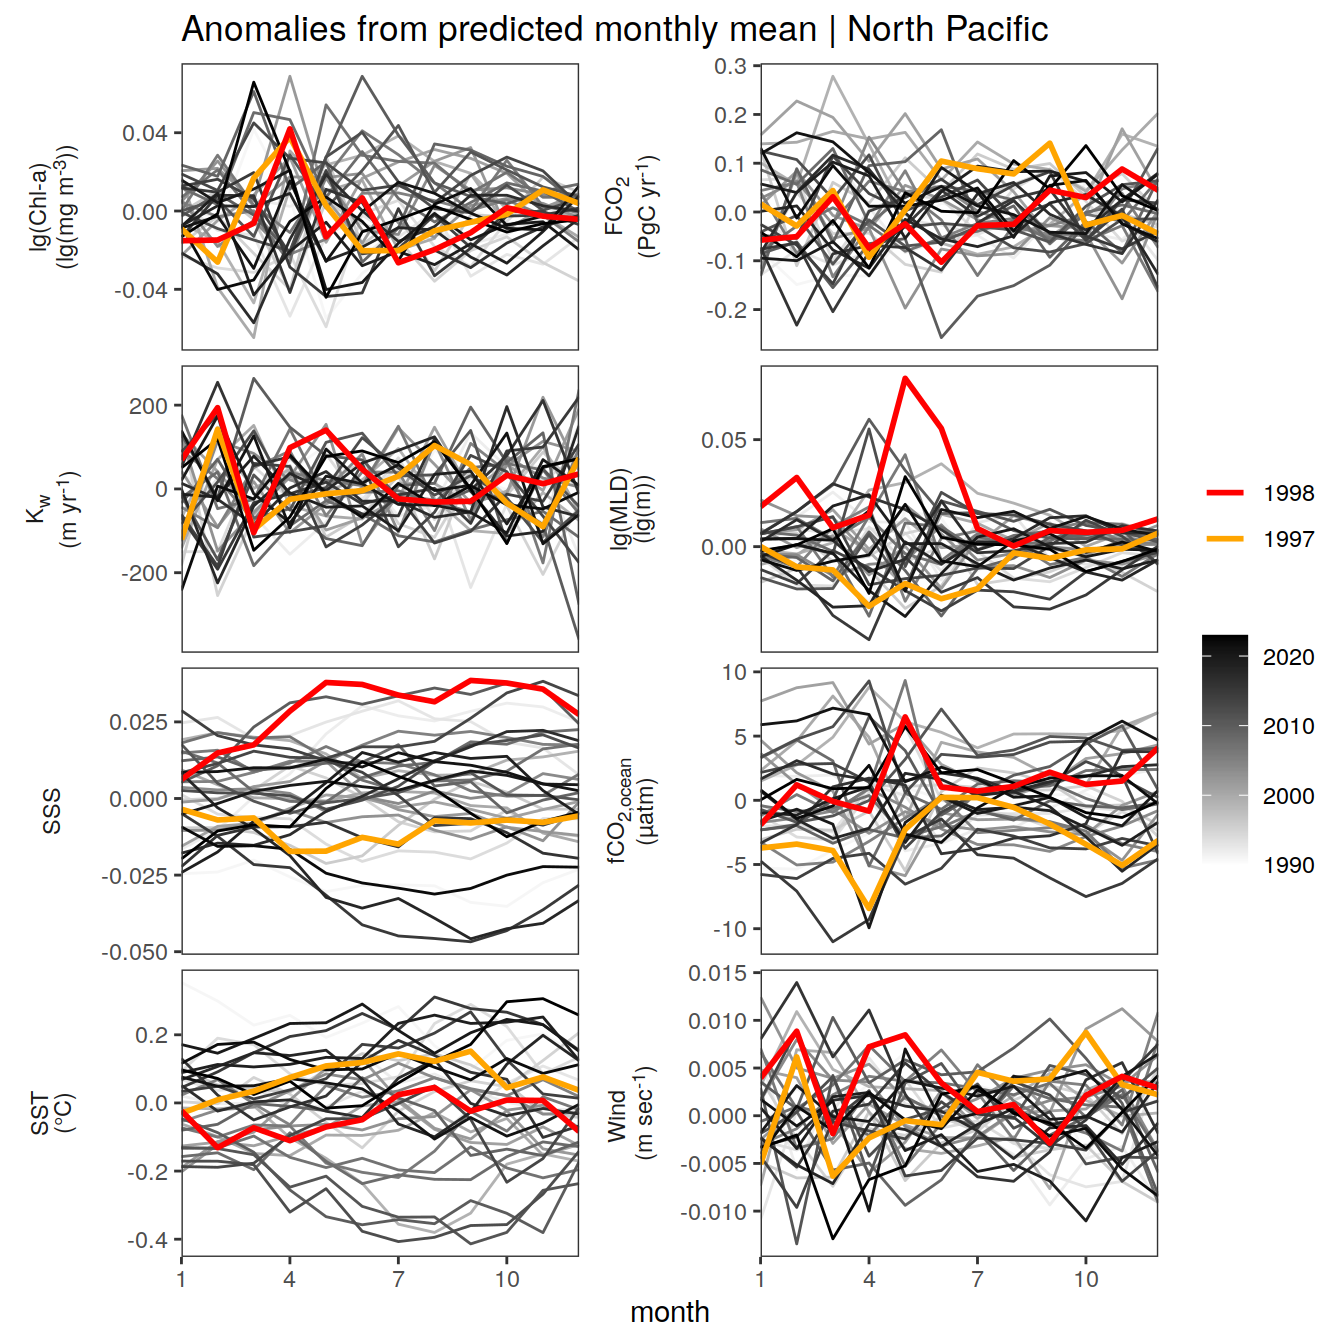 Anomalies from predicted monthly mean | North Pacific
lg(Chl-a)
(lg(mg m⁻³))
0.04
0.00
-0.04
FCO₂
(PgC yr⁻¹)
0.3
0.2
0.1
0.0
-0.1
-0.2
K_w
(m yr⁻¹)
200
0
-200
lg(MLD)
(lg(m))
0.05
0.00
SSS
0.025
0.000
-0.025
-0.050
fCO₂,ocean
(µatm)
10
5
0
-5
-10
SST
(°C)
0.2
0.0
-0.2
-0.4
1 4 7 10
Wind
(m sec⁻¹)
0.015
0.010
0.005
0.000
-0.005
-0.010
1 4 7 10
month
1998
1997
2020
2010
2000
1990